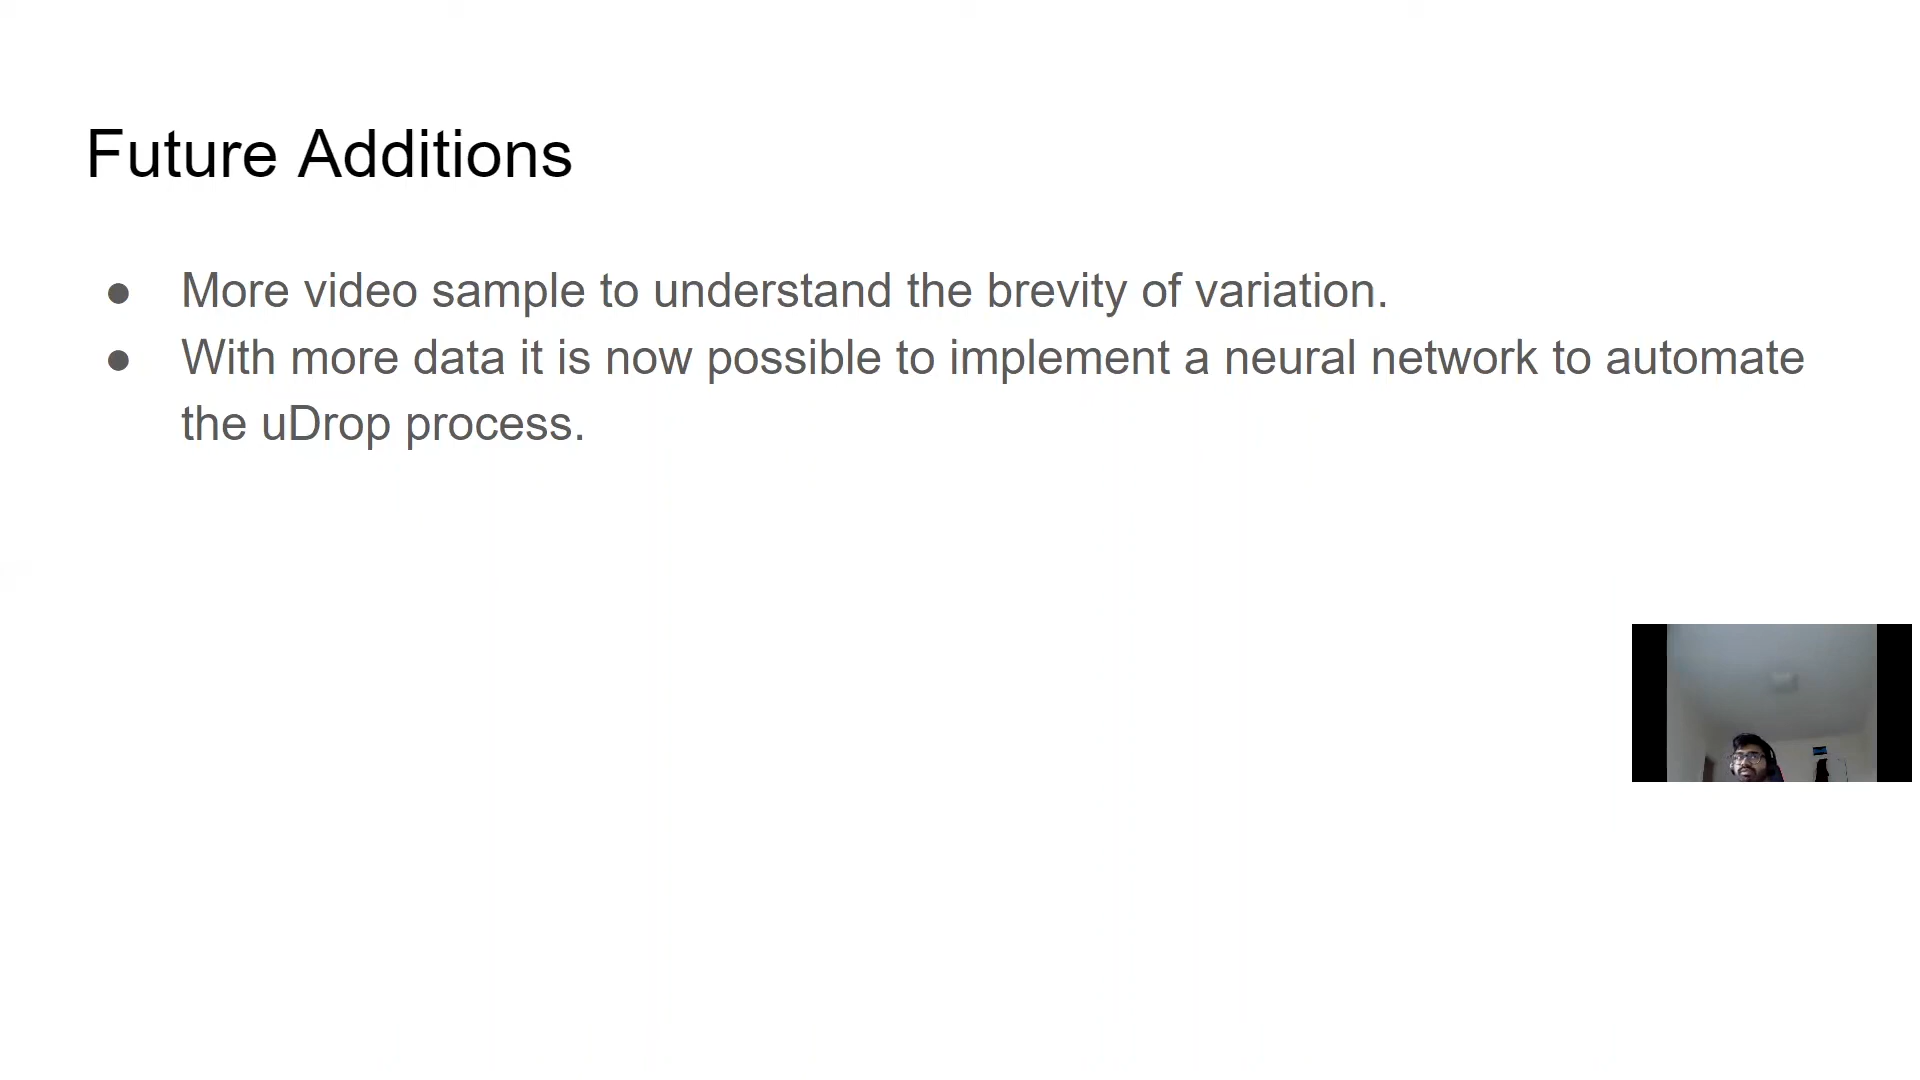 Future Additions
● More video sample to understand the brevity of variation.
● With more data it is now possible to implement a neural network to automate
the uDrop process.